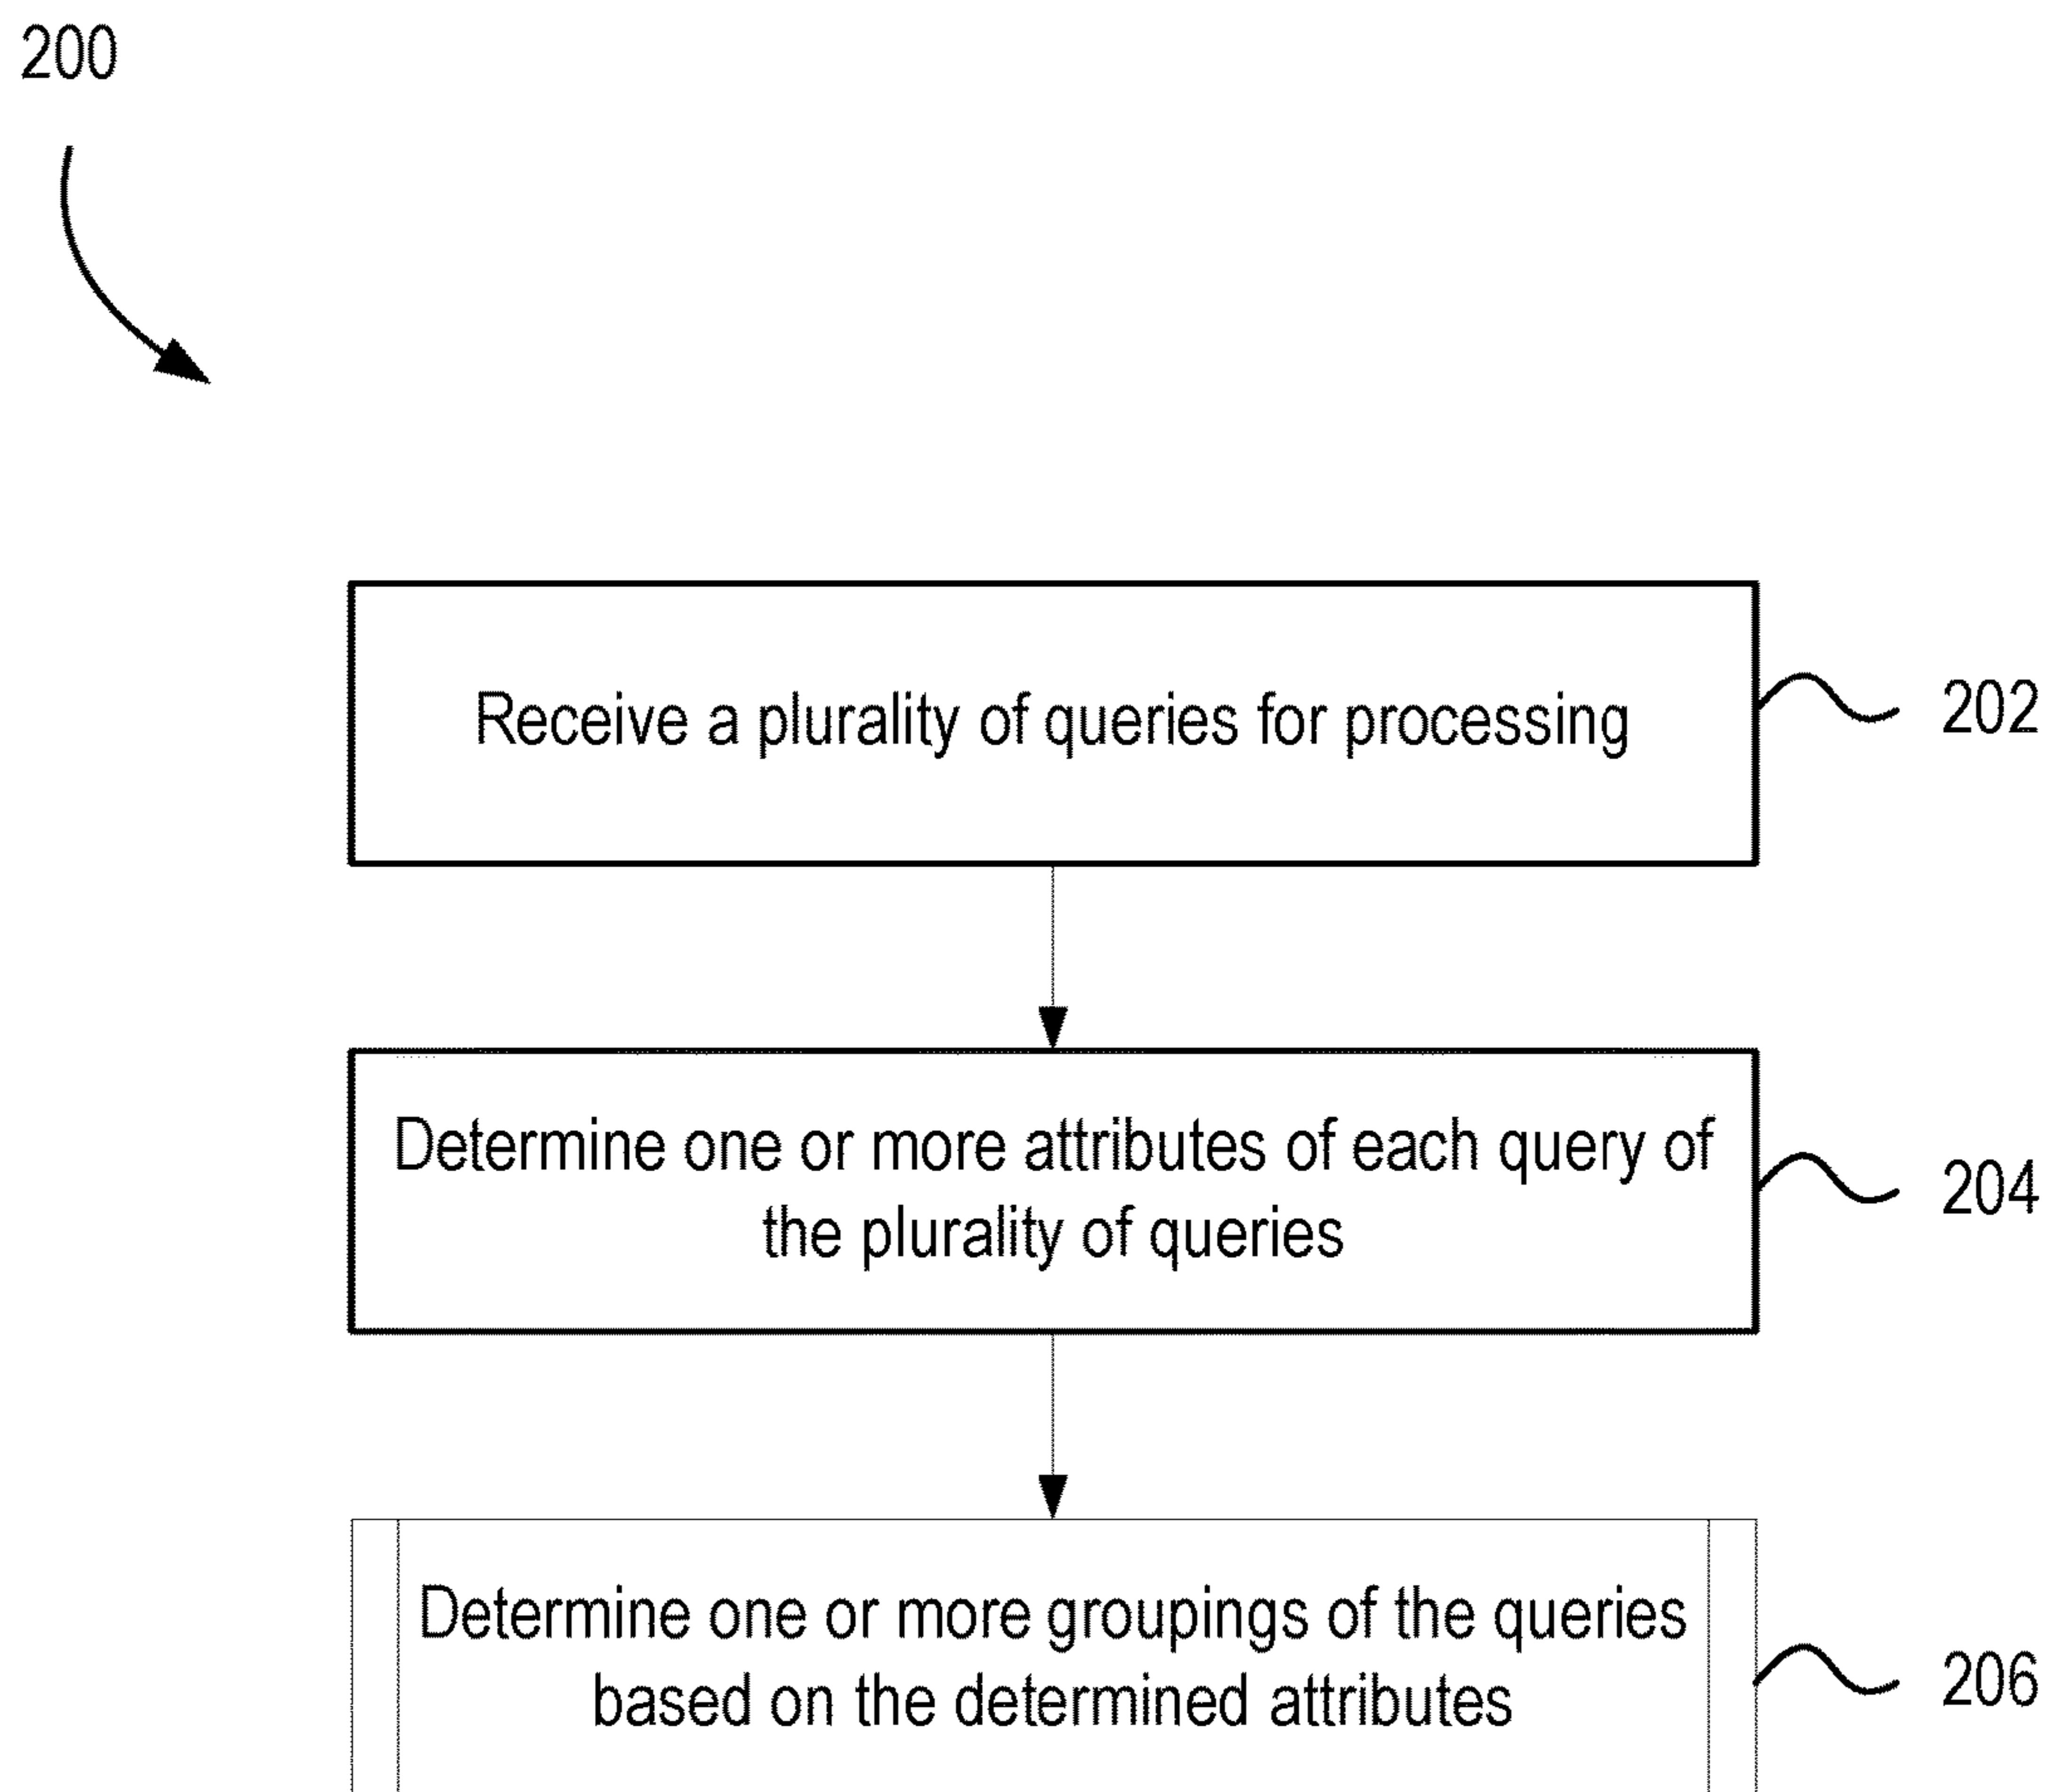 200
Receive a plurality of queries for processing
202
Determine one or more attributes of each query of
the plurality of queries
204
Determine one or more groupings of the queries
based on the determined attributes
206